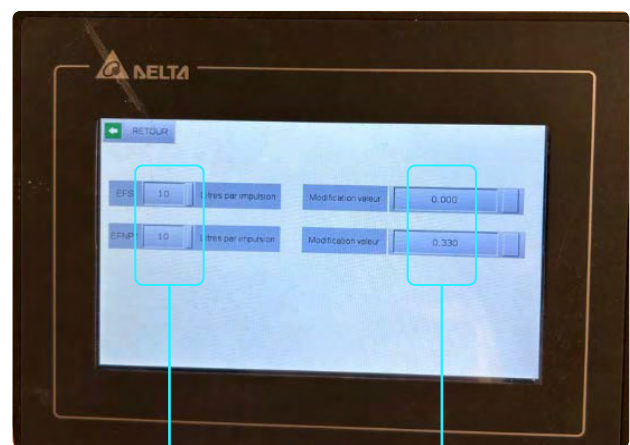 DELTA
RETOUR
EFS 10 Litres par impulsion Modification valeur 0.000
EFNP1 10 Litres par impulsion Modification valeur 0.330